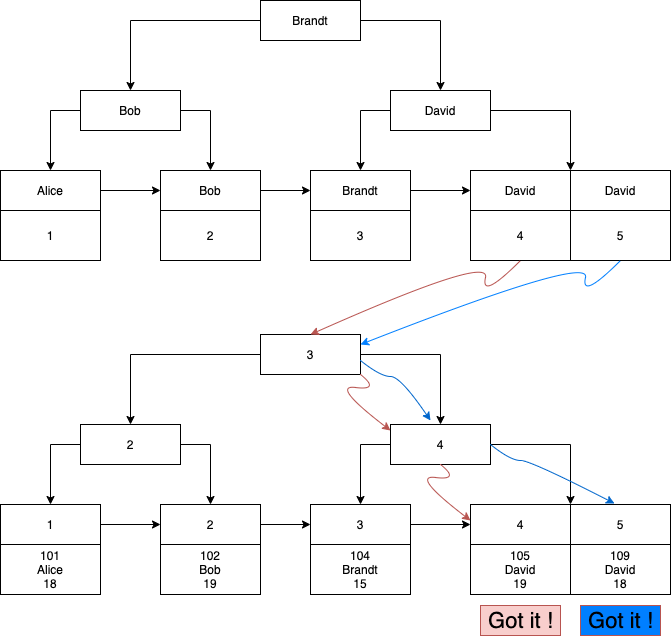 Brandt
Bob
David
Alice
Bob
Brandt
David
David
1
2
3
4
5
3
2
4
1
2
3
4
5
101
Alice
18
102
Bob
19
104
Brandt
15
105
David
19
109
David
18
Got it !
Got it !